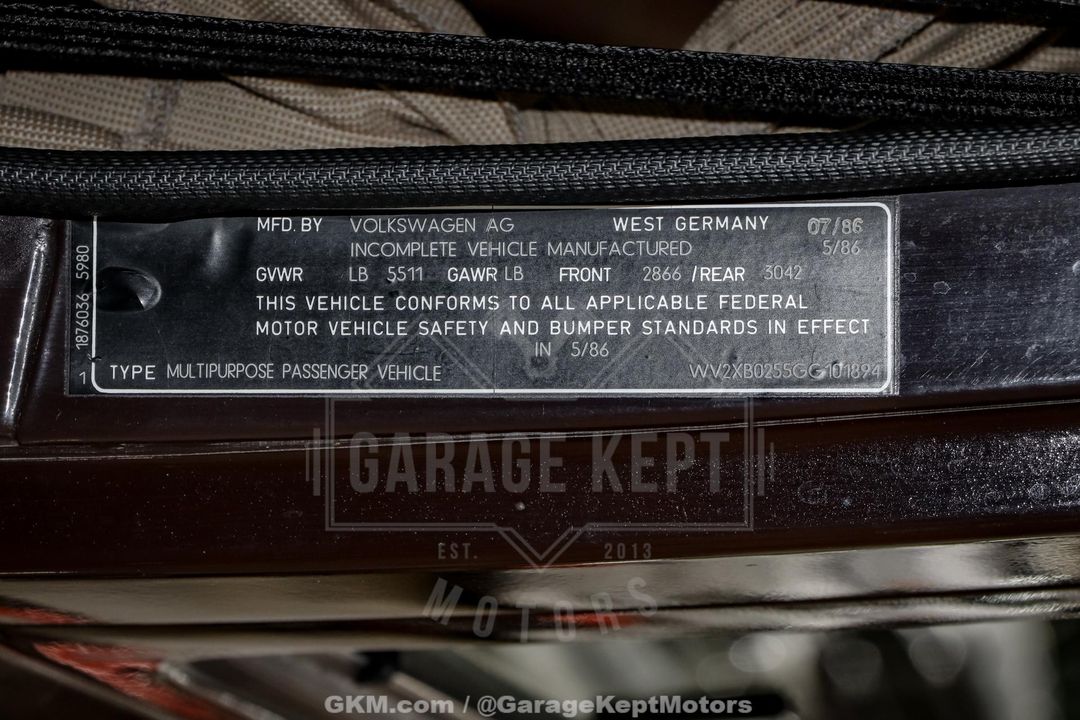 MFD. BY VOLKSWAGEN AG WEST GERMANY 07/86
INCOMPLETE VEHICLE MANUFACTURED 5/86
GVWR LB 5511 GAWR LB FRONT 2866 /REAR 3042
THIS VEHICLE CONFORMS TO ALL APPLICABLE FEDERAL
MOTOR VEHICLE SAFETY AND BUMPER STANDARDS IN EFFECT
IN 5/86
TYPE MULTIPURPOSE PASSENGER VEHICLE WV2XB0255GG101894
1 1876036 5980
GARAGE KEPT
EST. 2013
MOTORS
GKM.com / @GarageKeptMotors